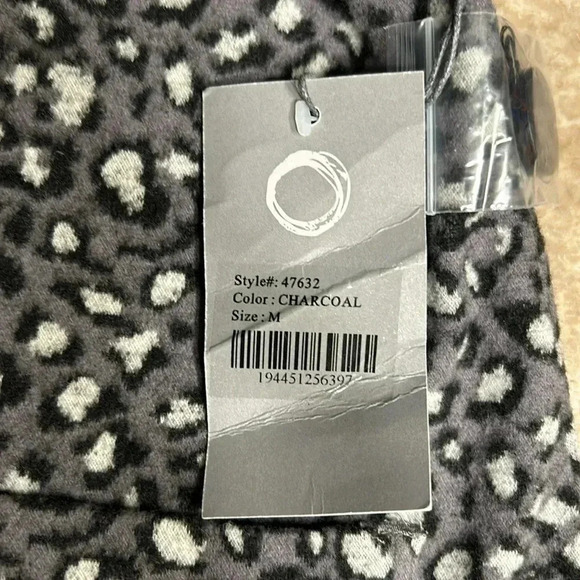 Style#: 47632
Color : CHARCOAL
Size : M
194451256397